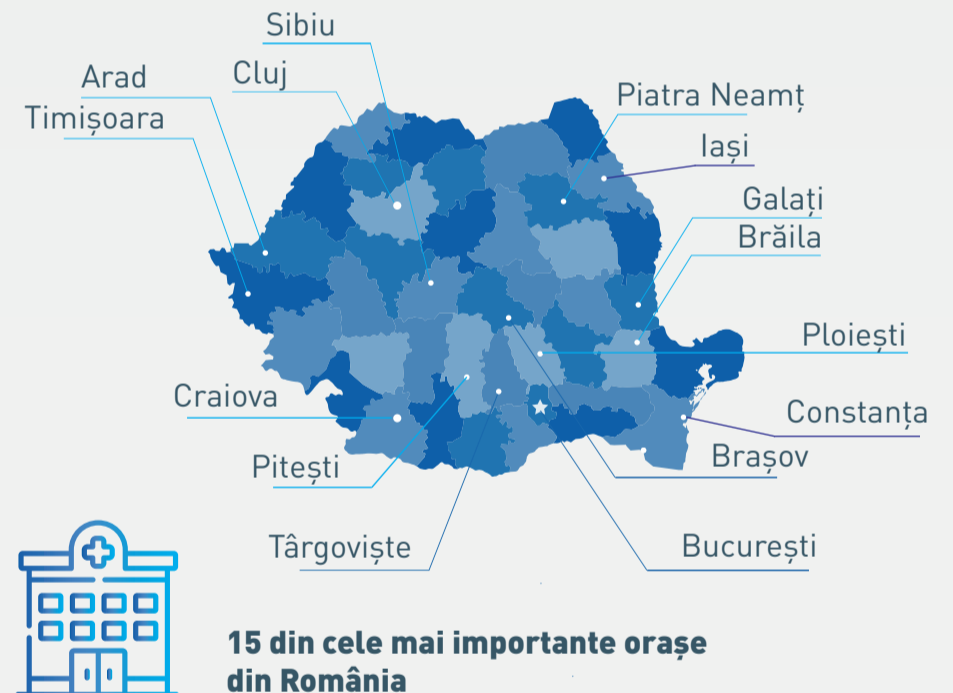 Sibiu
Cluj
Arad
Timișoara
Piatra Neamț
Iași
Galați
Brăila
Ploiești
Craiova
Constanța
Pitești
Brașov
Târgoviște
București
15 din cele mai importante orașe
din România